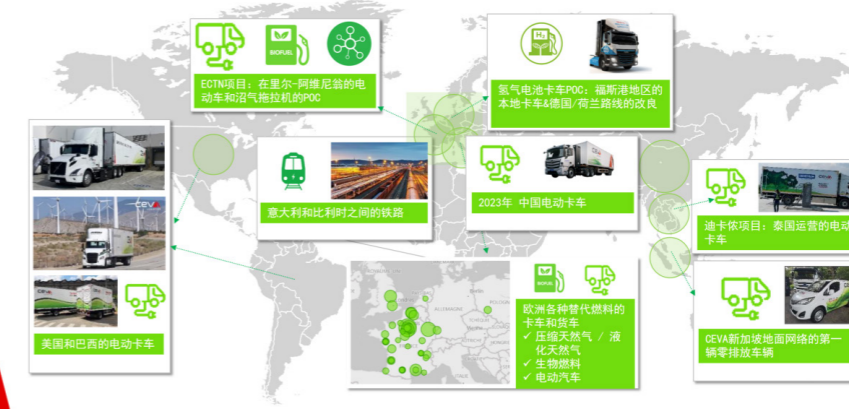 BIOFUEL
ECTN项目：在里尔-阿维尼翁的电
动车和沼气拖拉机的POC
H₂
氢气电池卡车POC：福斯港地区的
本地卡车&德国/荷兰路线的改良
意大利和比利时之间的铁路
2023年 中国电动卡车
CEVA
美国和巴西的电动卡车
迪卡侬项目：泰国运营的电动
卡车
BIOFUEL
欧洲各种替代燃料的
卡车和货车
✓ 压缩天然气 / 液
化天然气
✓ 生物燃料
✓ 电动汽车
CEVA新加坡地面网络的第一
辆零排放车辆